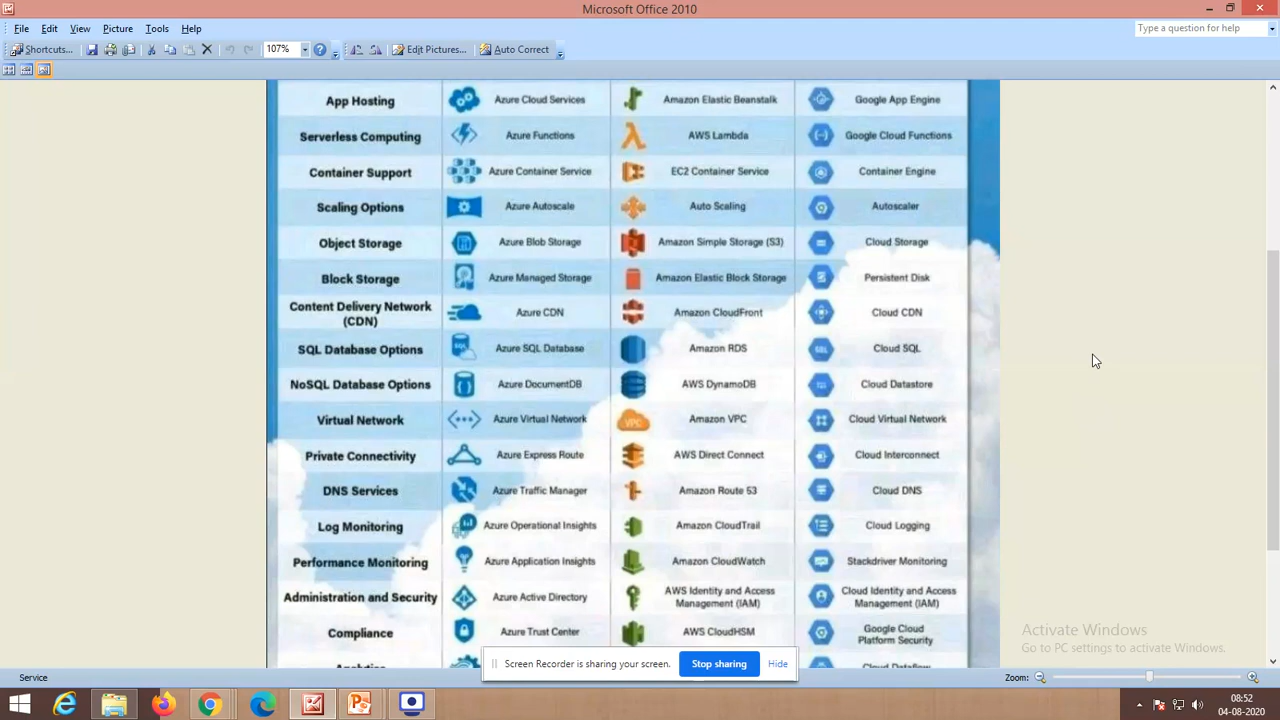 Microsoft Office 2010
File Edit View Picture Tools Help
Type a question for help
Shortcuts... 107% Edit Pictures... Auto Correct
App Hosting Azure Cloud Services Amazon Elastic Beanstalk Google App Engine
Serverless Computing Azure Functions AWS Lambda Google Cloud Functions
Container Support Azure Container Service EC2 Container Service Container Engine
Scaling Options Azure Autoscale Auto Scaling Autoscaler
Object Storage Azure Blob Storage Amazon Simple Storage (S3) Cloud Storage
Block Storage Azure Managed Storage Amazon Elastic Block Storage Persistent Disk
Content Delivery Network
(CDN) Azure CDN Amazon CloudFront Cloud CDN
SQL Database Options Azure SQL Database Amazon RDS Cloud SQL
NoSQL Database Options Azure DocumentDB AWS DynamoDB Cloud Datastore
Virtual Network Azure Virtual Network VPC Amazon VPC Cloud Virtual Network
Private Connectivity Azure Express Route AWS Direct Connect Cloud Interconnect
DNS Services Azure Traffic Manager Amazon Route 53 Cloud DNS
Log Monitoring Azure Operational Insights Amazon CloudTrail Cloud Logging
Performance Monitoring Azure Application Insights Amazon CloudWatch Stackdriver Monitoring
Administration and Security Azure Active Directory AWS Identity and Access
Management (IAM) Cloud Identity and Access
Management (IAM)
Compliance Azure Trust Center AWS CloudHSM Google Cloud
Platform Security
Analytics Cloud Dataflow
Activate Windows
Go to PC settings to activate Windows.
Screen Recorder is sharing your screen. Stop sharing Hide
Service Zoom:
08:52
04-08-2020